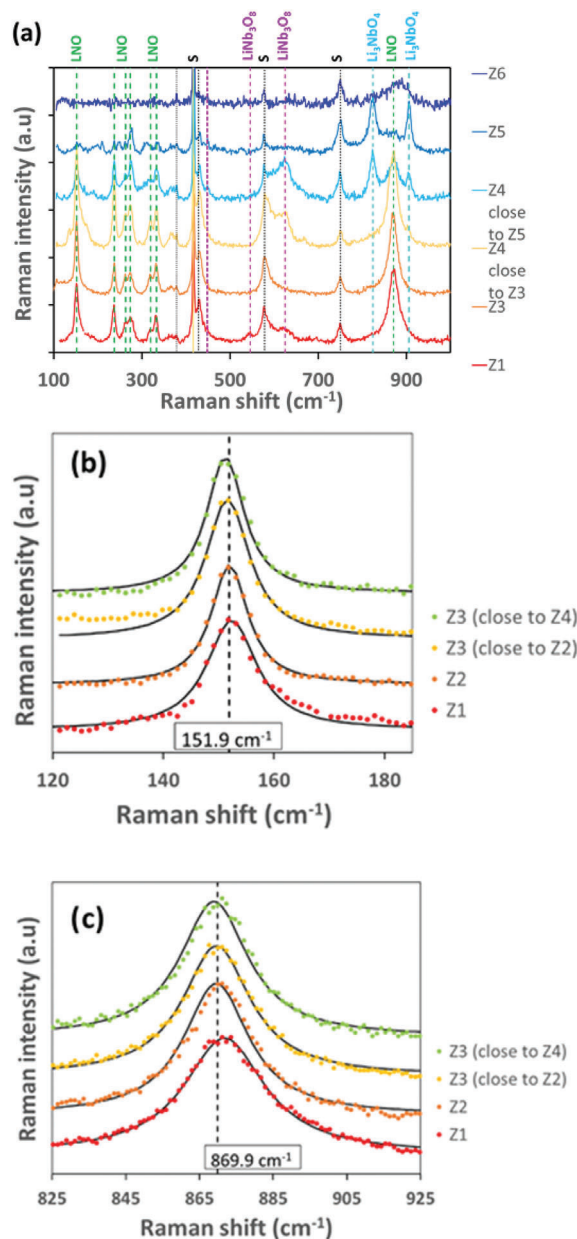 (a)
LNO LNO LNO S LiNb3O8 S LiNb3O8 S Li3NbO4 LNO Li3NbO4
Raman intensity (a.u)
Z6
Z5
Z4
close
to Z5
Z4
close
to Z3
Z3
Z1
100 300 500 700 900
Raman shift (cm-1)
(b)
Raman intensity (a.u)
Z3 (close to Z4)
Z3 (close to Z2)
Z2
Z1
151.9 cm-1
120 140 160 180
Raman shift (cm-1)
(c)
Raman intensity (a.u)
Z3 (close to Z4)
Z3 (close to Z2)
Z2
Z1
869.9 cm-1
825 845 865 885 905 925
Raman shift (cm-1)